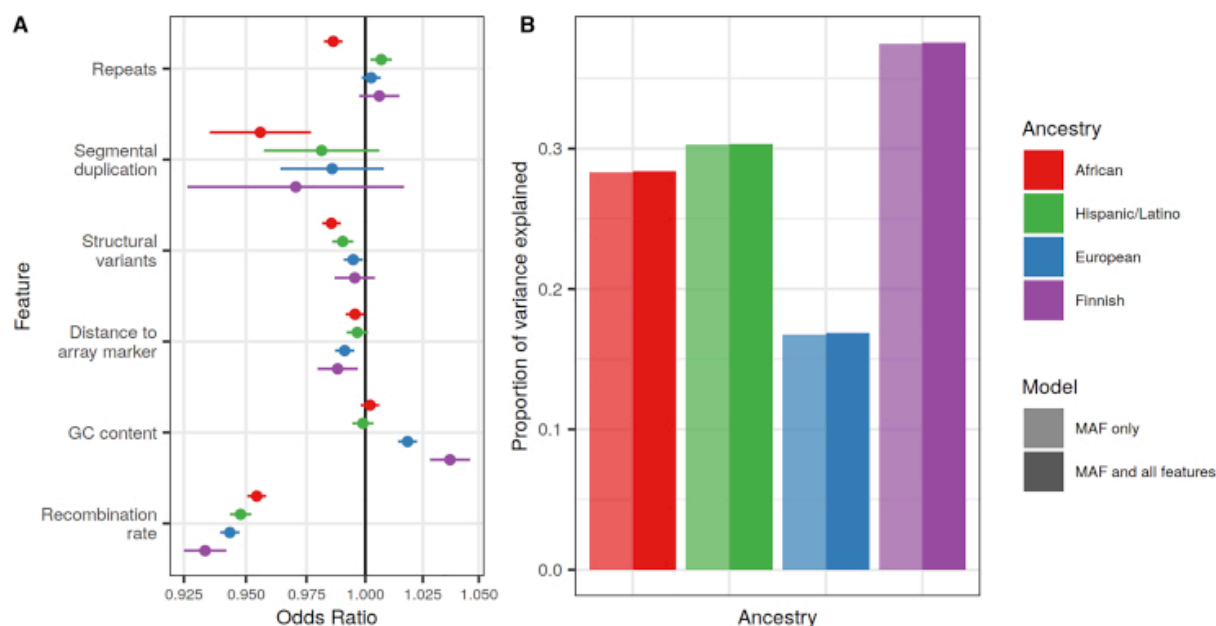 A
Feature
Repeats
Segmental
duplication
Structural
variants
Distance to
array marker
GC content
Recombination
rate
0.925 0.950 0.975 1.000 1.025 1.050
Odds Ratio
B
Proportion of variance explained
0.3
0.2
0.1
0.0
Ancestry
Ancestry
African
Hispanic/Latino
European
Finnish
Model
MAF only
MAF and all features